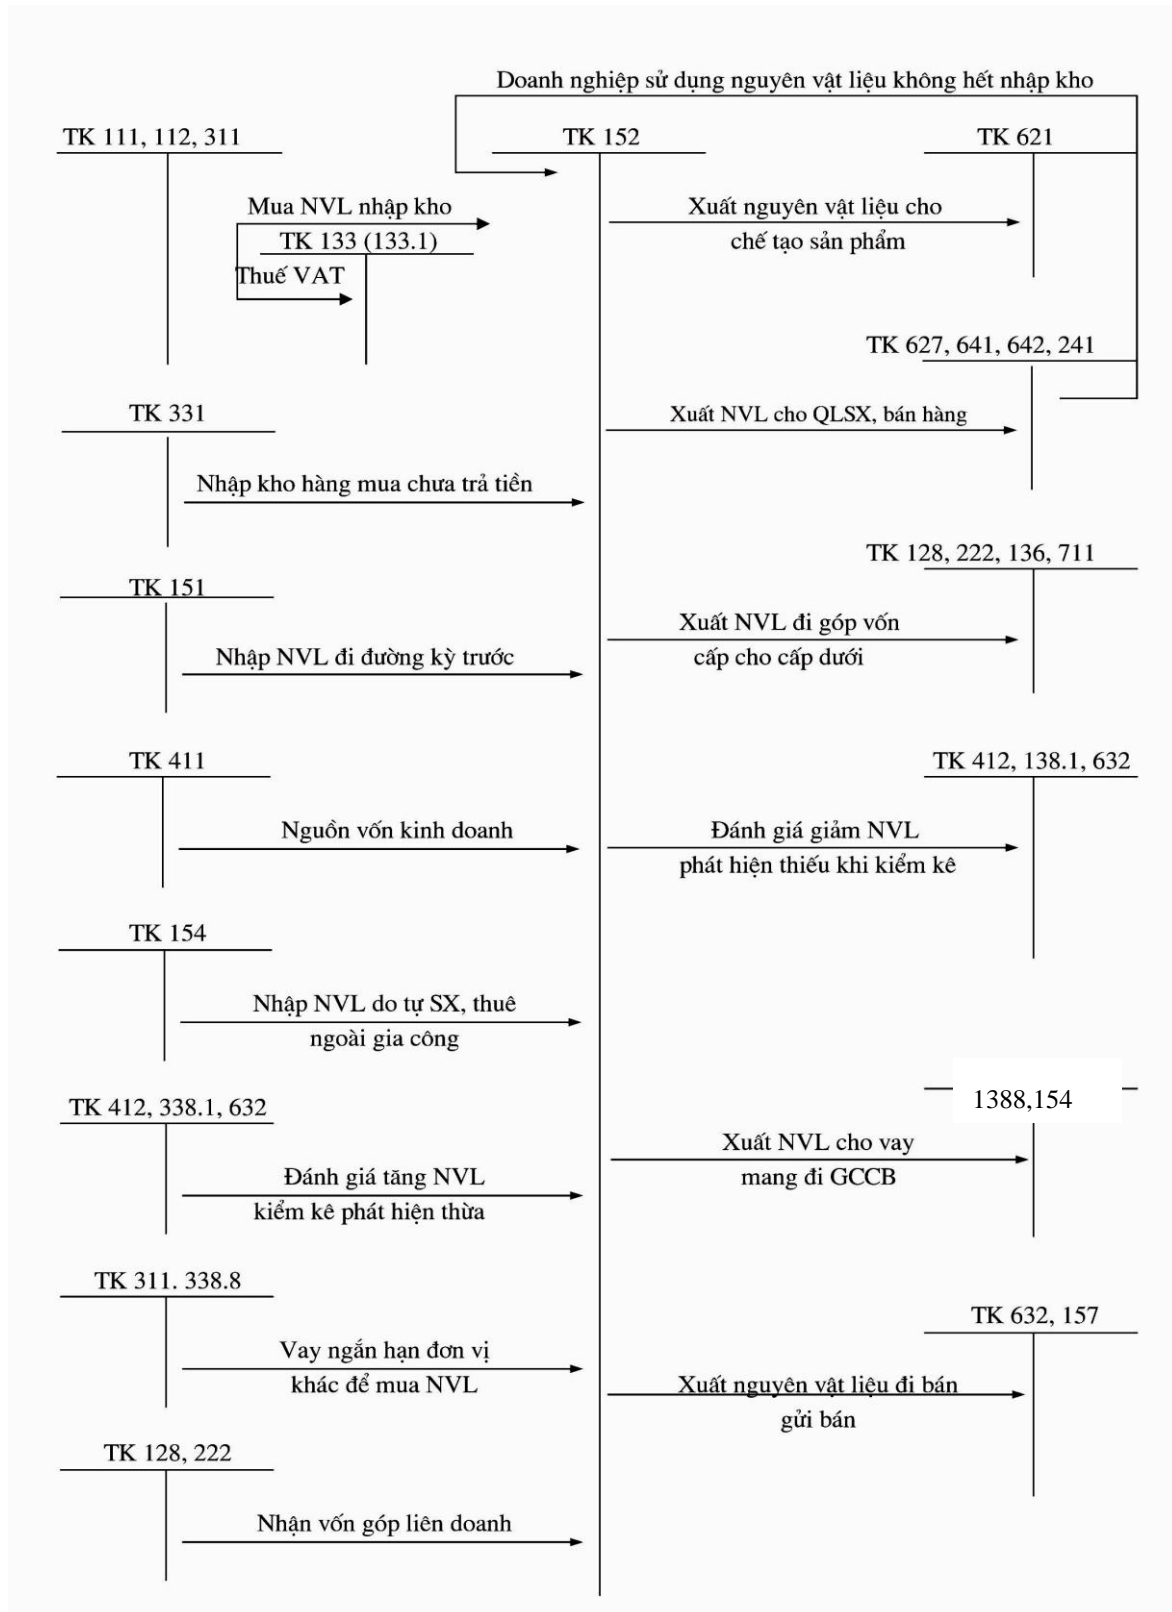 Doanh nghiệp sử dụng nguyên vật liệu không hết nhập kho
TK 111, 112, 311
TK 152
TK 621
Mua NVL nhập kho
TK 133 (133.1)
Thuế VAT
Xuất nguyên vật liệu cho
chế tạo sản phẩm
TK 627, 641, 642, 241
TK 331
Xuất NVL cho QLSX, bán hàng
Nhập kho hàng mua chưa trả tiền
TK 128, 222, 136, 711
TK 151
Xuất NVL đi góp vốn
cấp cho cấp dưới
Nhập NVL đi đường kỳ trước
TK 411
TK 412, 138.1, 632
Nguồn vốn kinh doanh
Đánh giá giảm NVL
phát hiện thiếu khi kiểm kê
TK 154
Nhập NVL do tự SX, thuê
ngoài gia công
1388,154
TK 412, 338.1, 632
Xuất NVL cho vay
mang đi GCCB
Đánh giá tăng NVL
kiểm kê phát hiện thừa
TK 311. 338.8
TK 632, 157
Vay ngắn hạn đơn vị
khác để mua NVL
Xuất nguyên vật liệu đi bán
gửi bán
TK 128, 222
Nhận vốn góp liên doanh